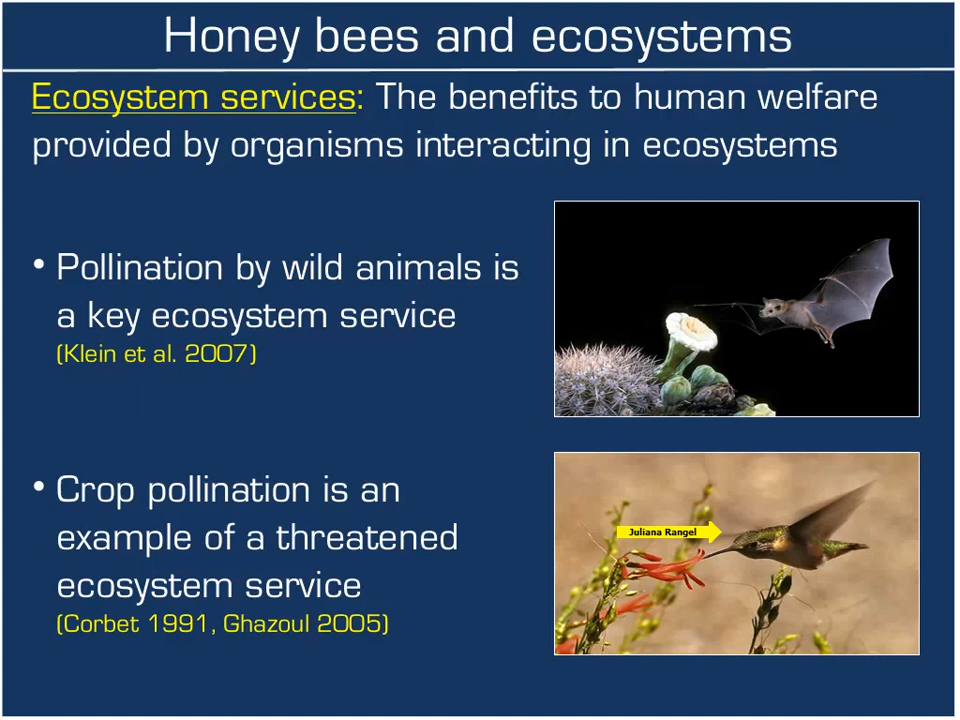 Honey bees and ecosystems
Ecosystem services: The benefits to human welfare
provided by organisms interacting in ecosystems
• Pollination by wild animals is
a key ecosystem service
(Klein et al. 2007)
• Crop pollination is an
example of a threatened
ecosystem service
(Corbet 1991, Ghazoul 2005)
Juliana Rangel